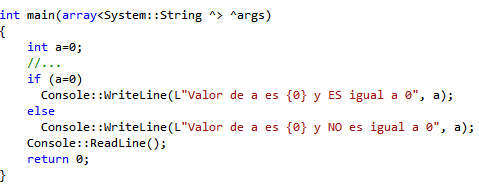 int main(array<System::String ^> ^args)
{
    int a=0;
    //...
    if (a=0)
      Console::WriteLine(L"Valor de a es {0} y ES igual a 0", a);
    else
      Console::WriteLine(L"Valor de a es {0} y NO es igual a 0", a);
    Console::ReadLine();
    return 0;
}